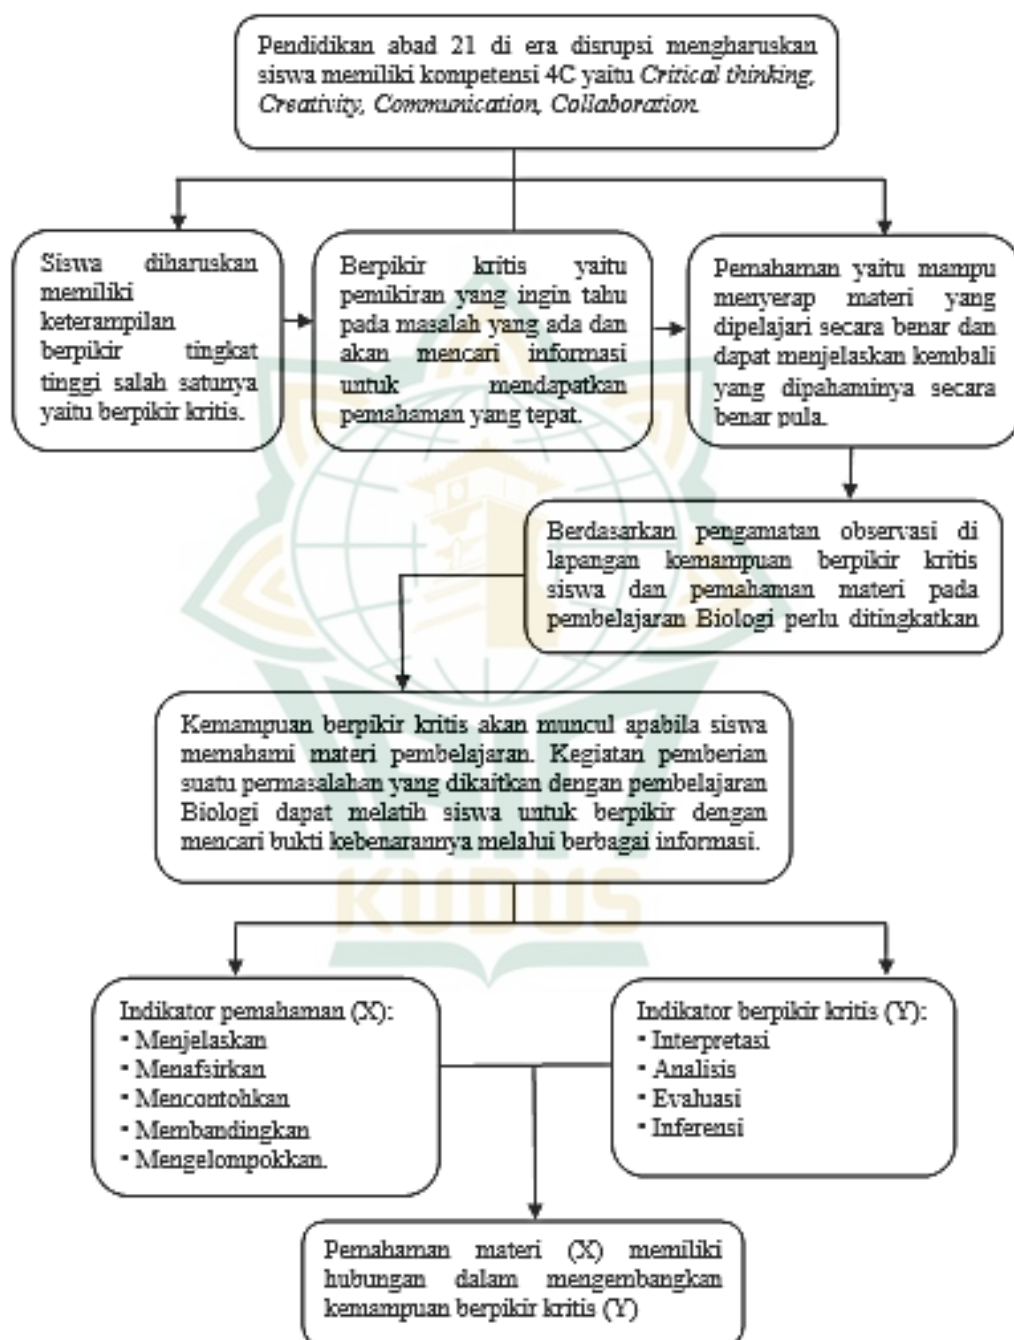 Pendidikan abad 21 di era disrupsi mengharuskan
siswa memiliki kompetensi 4C yaitu Critical thinking,
Creativity, Communication, Collaboration.
Siswa diharuskan
memiliki
keterampilan
berpikir tingkat
tinggi salah satunya
yaitu berpikir kritis.
Berpikir kritis yaitu
pemikiran yang ingin tahu
pada masalah yang ada dan
akan mencari informasi
untuk mendapatkan
pemahaman yang tepat.
Pemahaman yaitu mampu
menyerap materi yang
dipelajari secara benar dan
dapat menjelaskan kembali
yang dipahaminya secara
benar pula.
Berdasarkan pengamatan observasi di
lapangan kemampuan berpikir kritis
siswa dan pemahaman materi pada
pembelajaran Biologi perlu ditingkatkan
Kemampuan berpikir kritis akan muncul apabila siswa
memahami materi pembelajaran. Kegiatan pemberian
suatu permasalahan yang dikaitkan dengan pembelajaran
Biologi dapat melatih siswa untuk berpikir dengan
mencari bukti kebenarannya melalui berbagai informasi.
KUDUS
Indikator pemahaman (X):
▪ Menjelaskan
▪ Menafsirkan
▪ Mencontohkan
▪ Membandingkan
▪ Mengelompokkan.
Indikator berpikir kritis (Y):
▪ Interpretasi
▪ Analisis
▪ Evaluasi
▪ Inferensi
Pemahaman materi (X) memiliki
hubungan dalam mengembangkan
kemampuan berpikir kritis (Y)